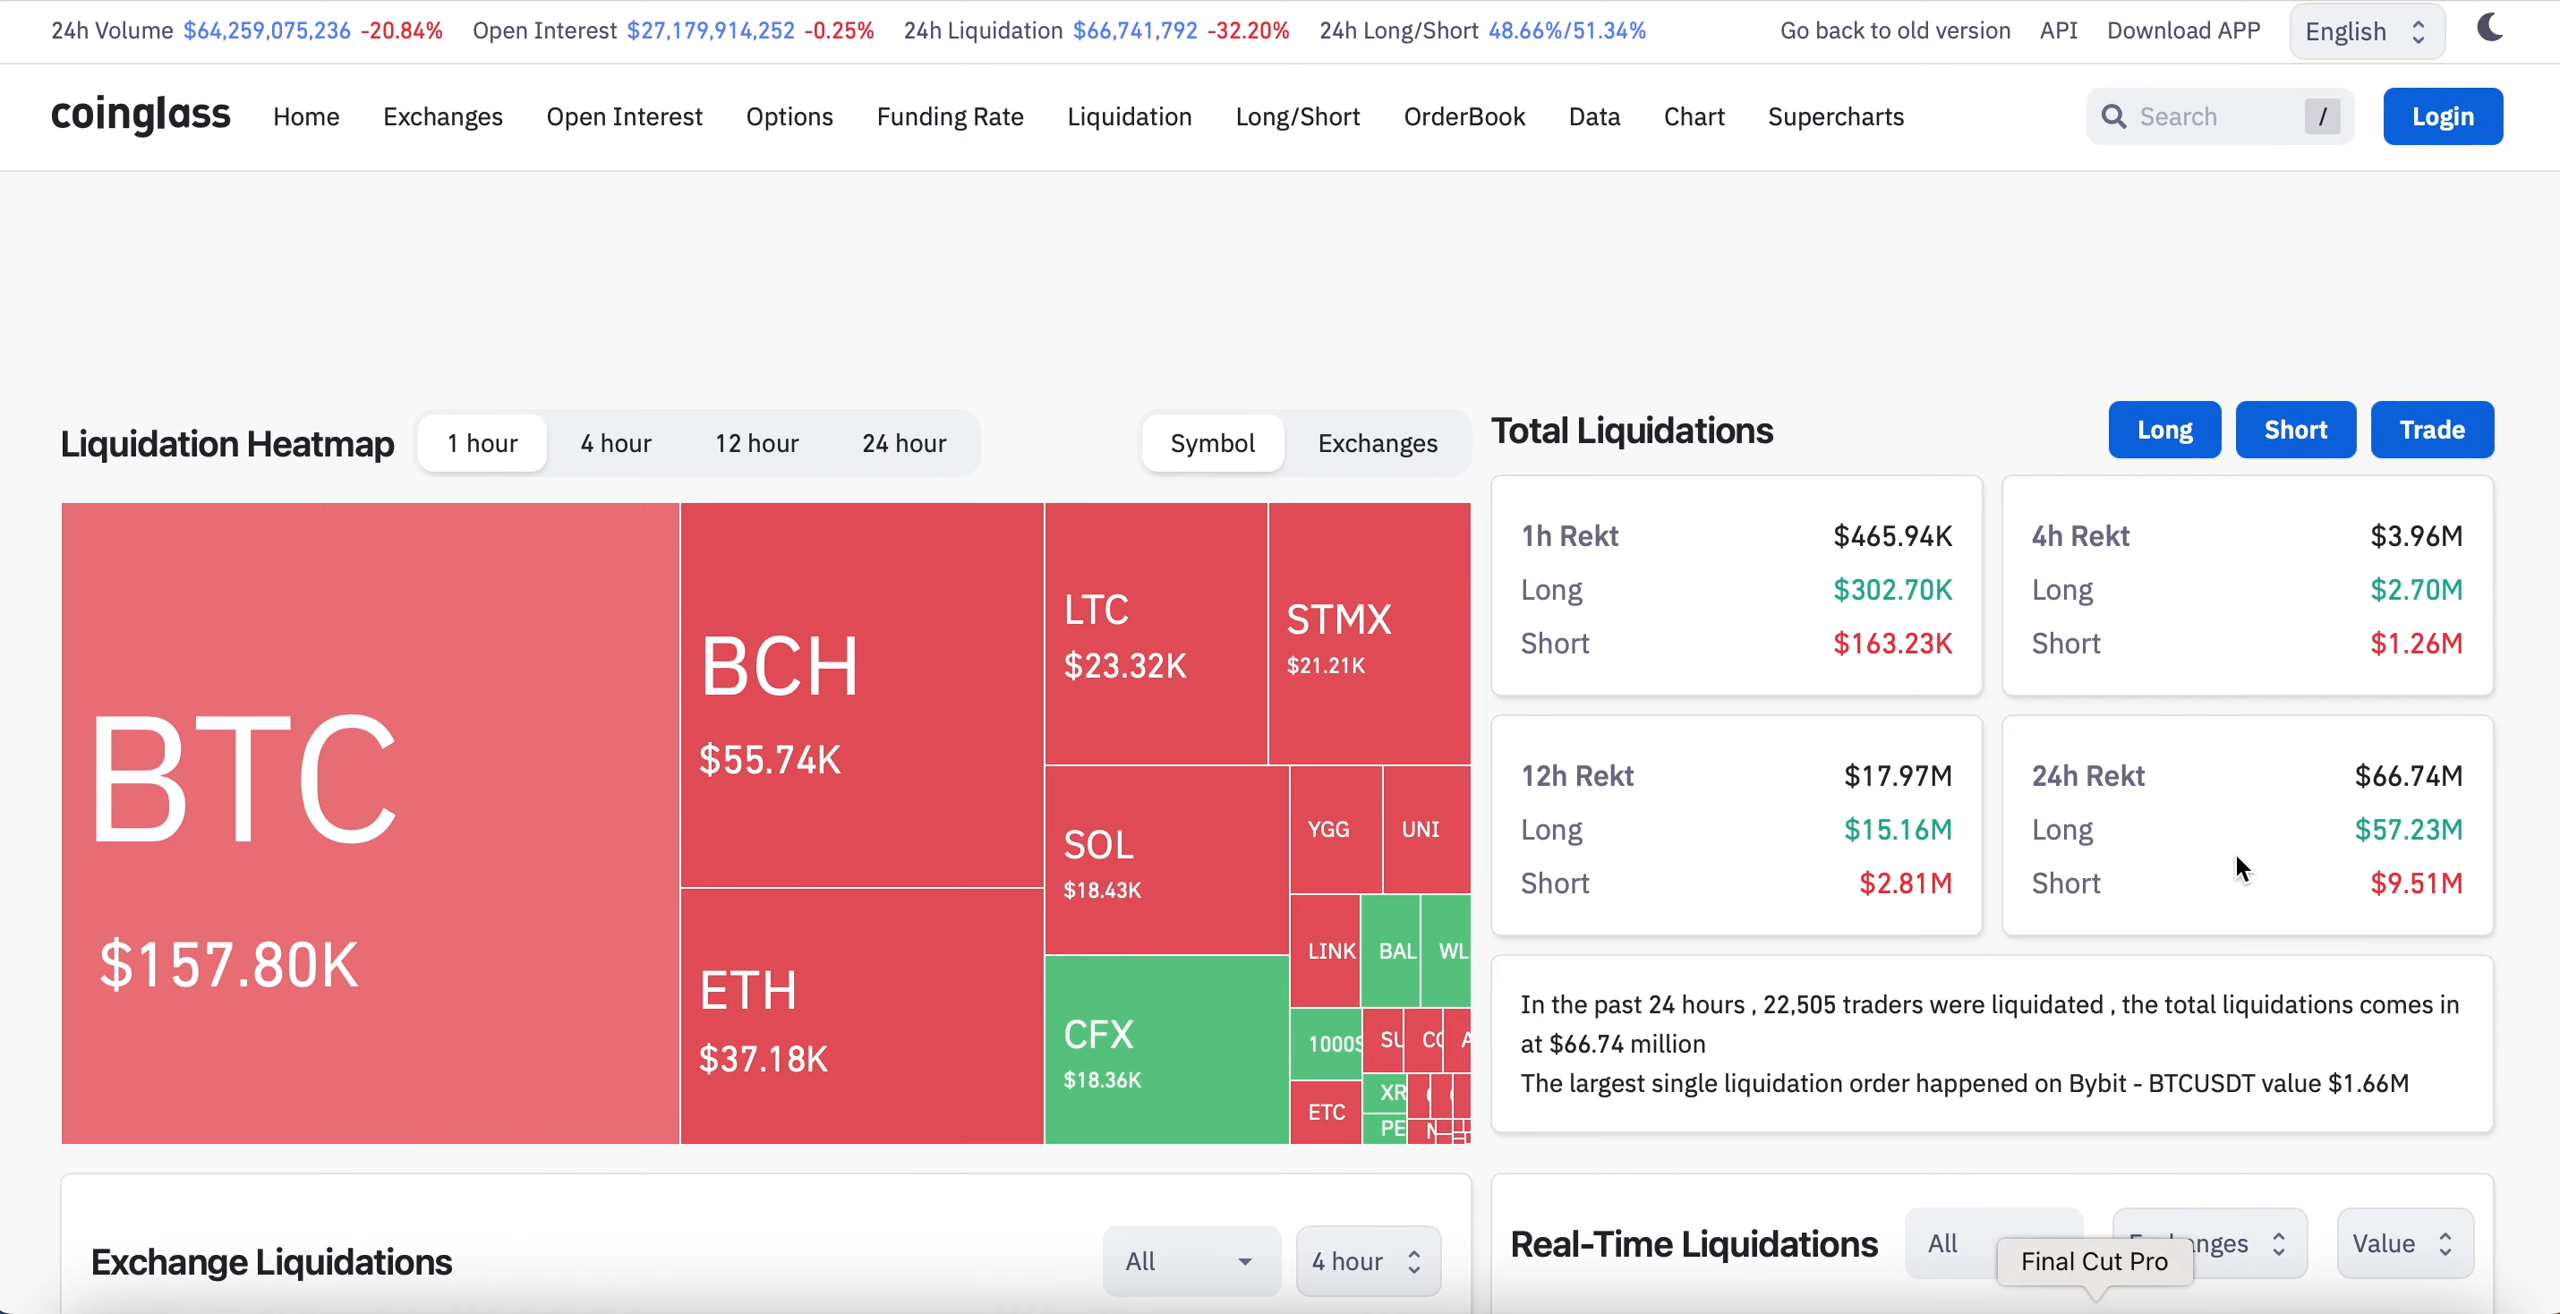 24h Volume $64,259,075,236 -20.84% Open Interest $27,179,914,252 -0.25% 24h Liquidation $66,741,792 -32.20% 24h Long/Short 48.66%/51.34% Go back to old version API Download APP English
coinglass Home Exchanges Open Interest Options Funding Rate Liquidation Long/Short OrderBook Data Chart Supercharts Search / Login
Liquidation Heatmap 1 hour 4 hour 12 hour 24 hour Symbol Exchanges
BTC
$157.80K
BCH
$55.74K
ETH
$37.18K
LTC
$23.32K
STMX
$21.21K
SOL
$18.43K
CFX
$18.36K
YGG
UNI
LINK
BAL
WL
1000S
SU
CO
A
ETC
XR
PE
N
Total Liquidations Long Short Trade
1h Rekt $465.94K
Long $302.70K
Short $163.23K
4h Rekt $3.96M
Long $2.70M
Short $1.26M
12h Rekt $17.97M
Long $15.16M
Short $2.81M
24h Rekt $66.74M
Long $57.23M
Short $9.51M
In the past 24 hours , 22,505 traders were liquidated , the total liquidations comes in
at $66.74 million
The largest single liquidation order happened on Bybit - BTCUSDT value $1.66M
Exchange Liquidations All 4 hour
Real-Time Liquidations All Value
Final Cut Pro